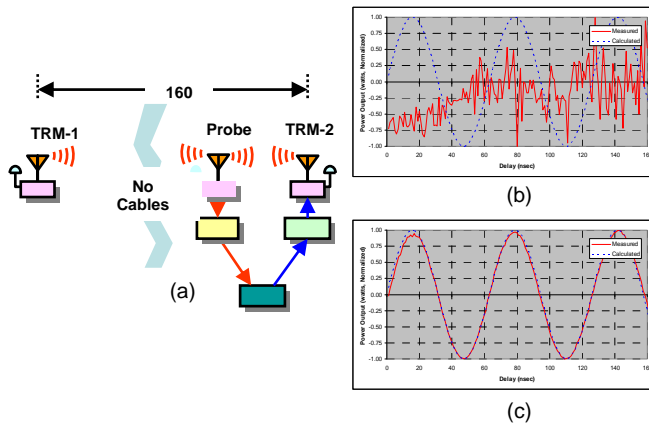 160
TRM-1
Probe
TRM-2
No
Cables
(a)
Power Output (watts, Normalized)
1.00
0.75
0.50
0.25
0.00
-0.25
-0.50
-0.75
-1.00
Measured
Calculated
0 20 40 60 80 100 120 140 160
Delay (nsec)
(b)
Power Output (watts, Normalized)
1.00
0.75
0.50
0.25
0.00
-0.25
-0.50
-0.75
-1.00
Measured
Calculated
0 20 40 60 80 100 120 140 160
Delay (nsec)
(c)